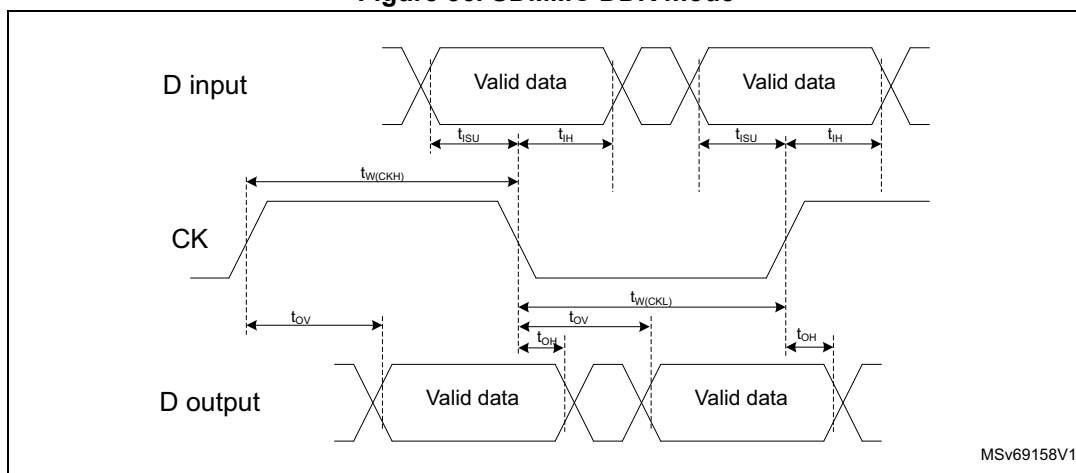 Figure SDMMC DDR mode
D input
Valid data
Valid data
tISU
tIH
tISU
tIH
tW(CKH)
CK
tW(CKL)
tOV
tOV
tOH
tOH
D output
Valid data
Valid data
MSv69158V1